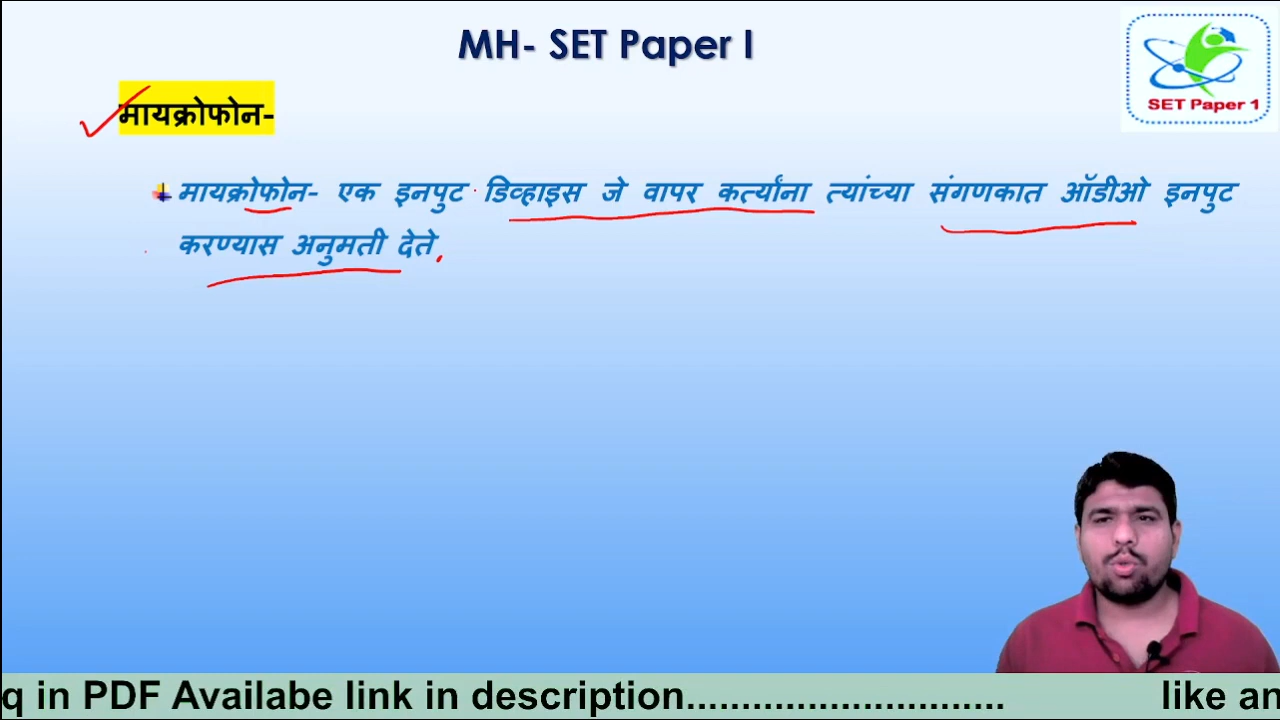 MH- SET Paper I
SET Paper 1
मायक्रोफोन-
मायक्रोफोन- एक इनपुट डिव्हाइस जे वापर कर्त्यांना त्यांच्या संगणकात ऑडीओ इनपुट
करण्यास अनुमती देते.
q in PDF Availabe link in description............................. like an